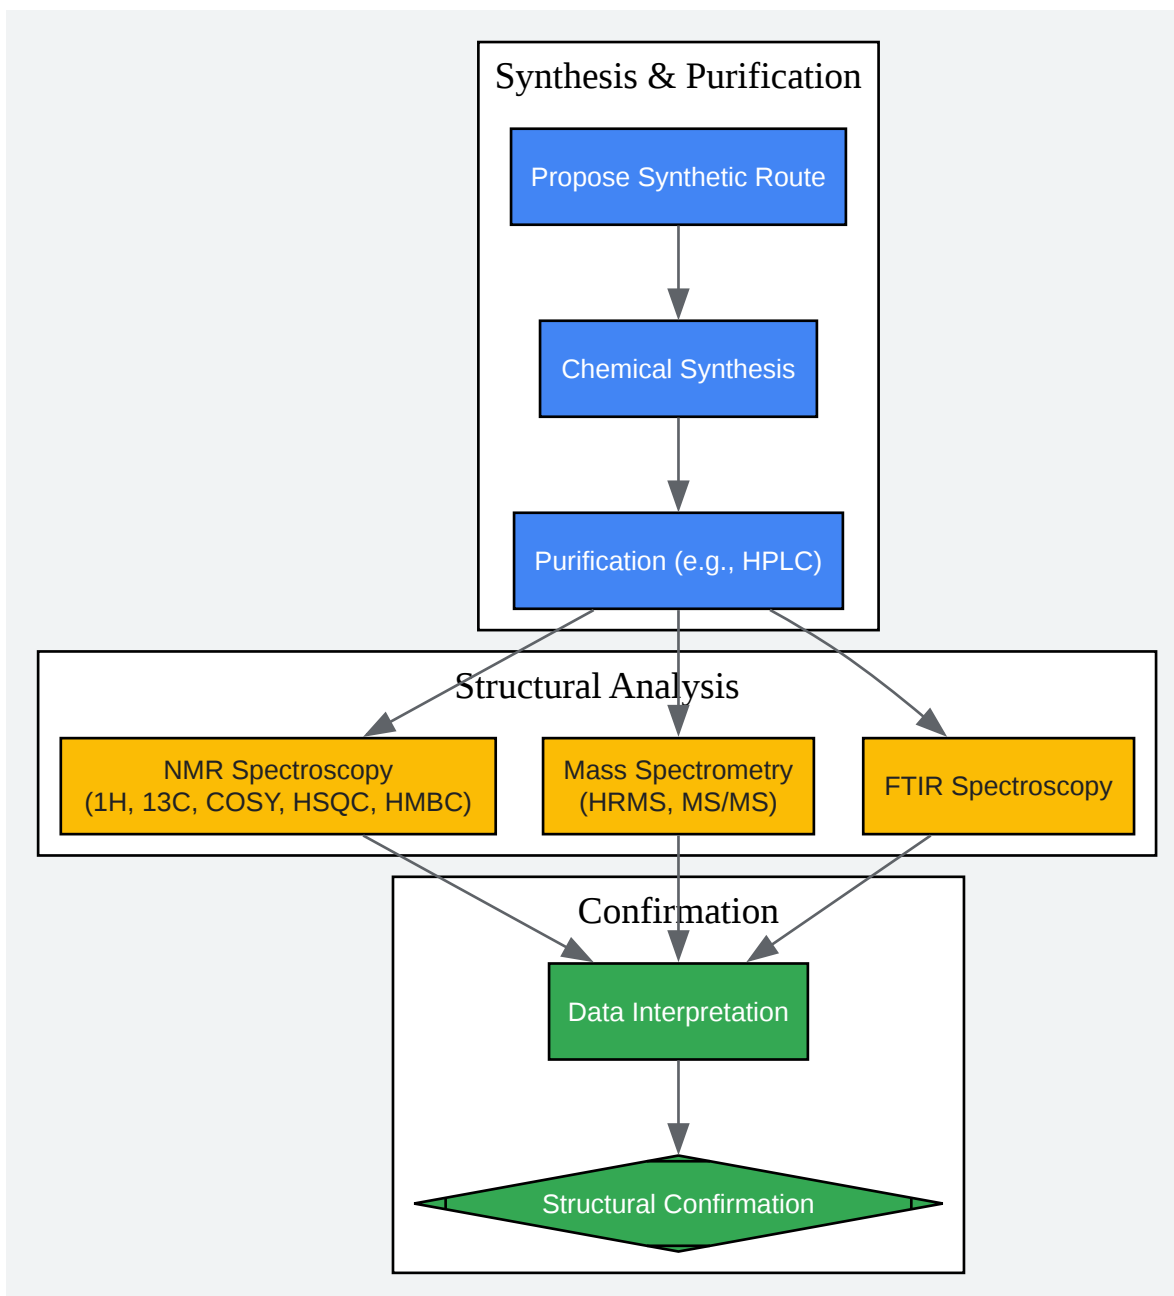 Synthesis & Purification
Propose Synthetic Route
Chemical Synthesis
Purification (e.g., HPLC)
Structural Analysis
NMR Spectroscopy
(1H, 13C, COSY, HSQC, HMBC)
Mass Spectrometry
(HRMS, MS/MS)
FTIR Spectroscopy
Confirmation
Data Interpretation
Structural Confirmation